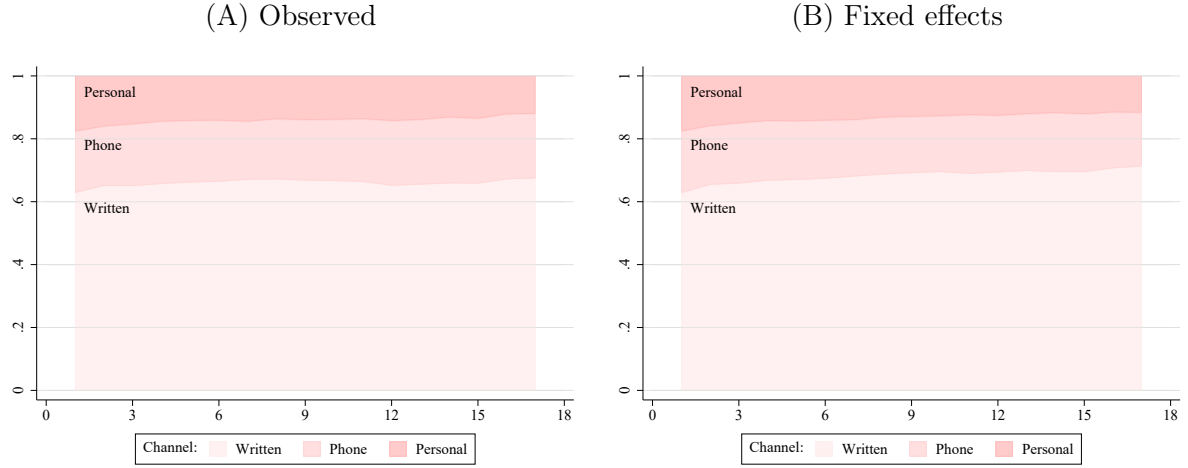 (A) Observed
1
.8
.6
.4
.2
0
Personal
Phone
Written
0 3 6 9 12 15 18
Channel: Written Phone Personal
(B) Fixed effects
1
.8
.6
.4
.2
0
Personal
Phone
Written
0 3 6 9 12 15 18
Channel: Written Phone Personal